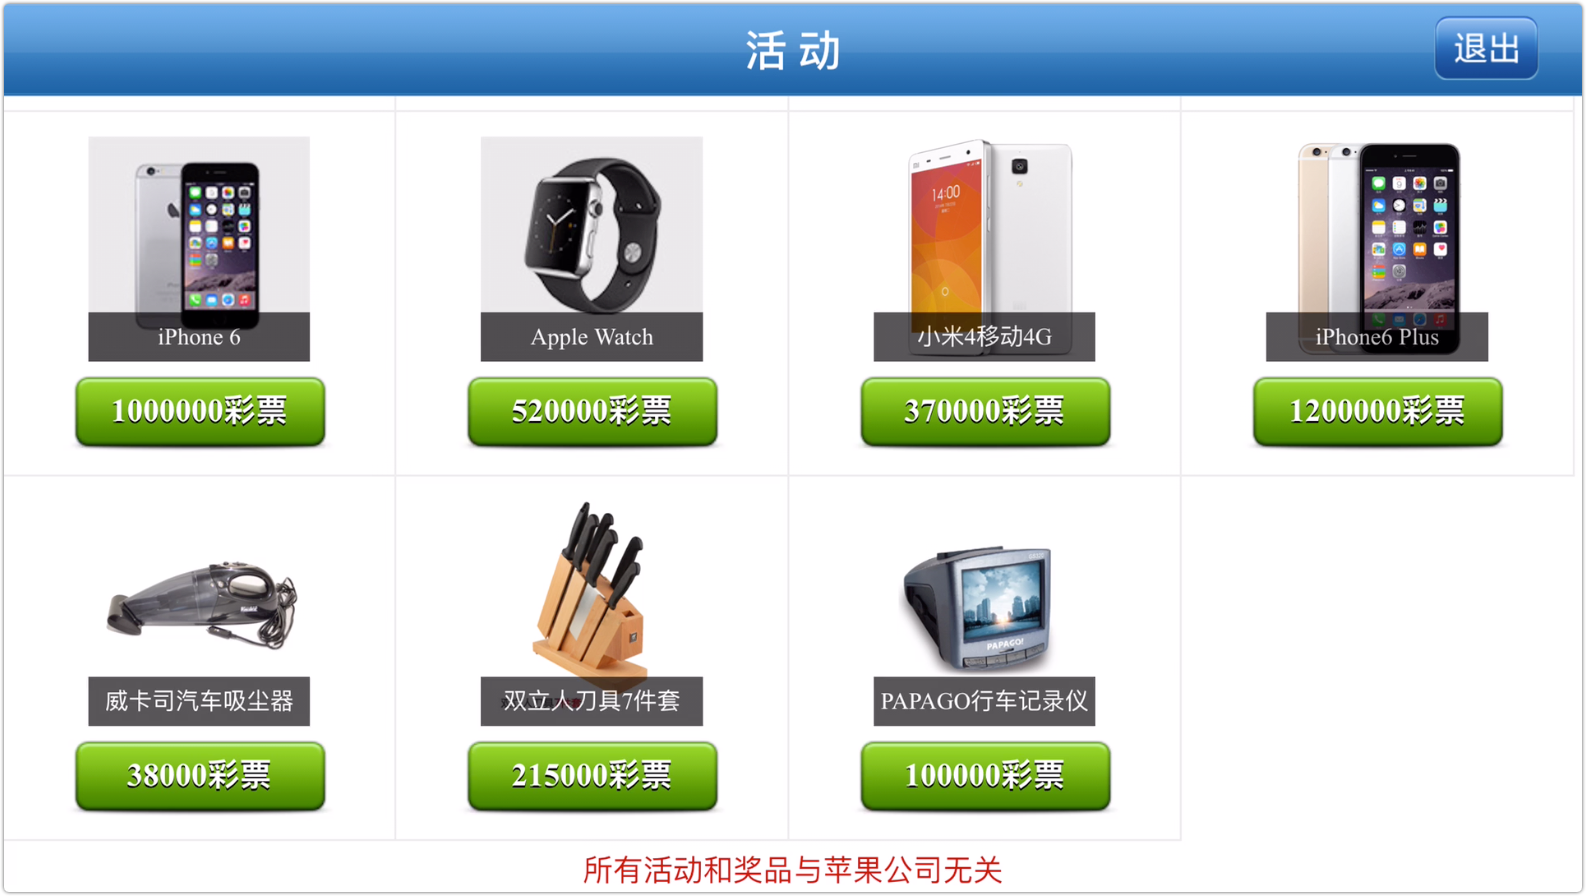 活动
退出
14:00
iPhone 6
Apple Watch
小米4移动4G
iPhone6 Plus
1000000彩票
520000彩票
370000彩票
1200000彩票
PAPAGO!
威卡司汽车吸尘器
双立人刀具7件套
PAPAGO行车记录仪
38000彩票
215000彩票
100000彩票
所有活动和奖品与苹果公司无关